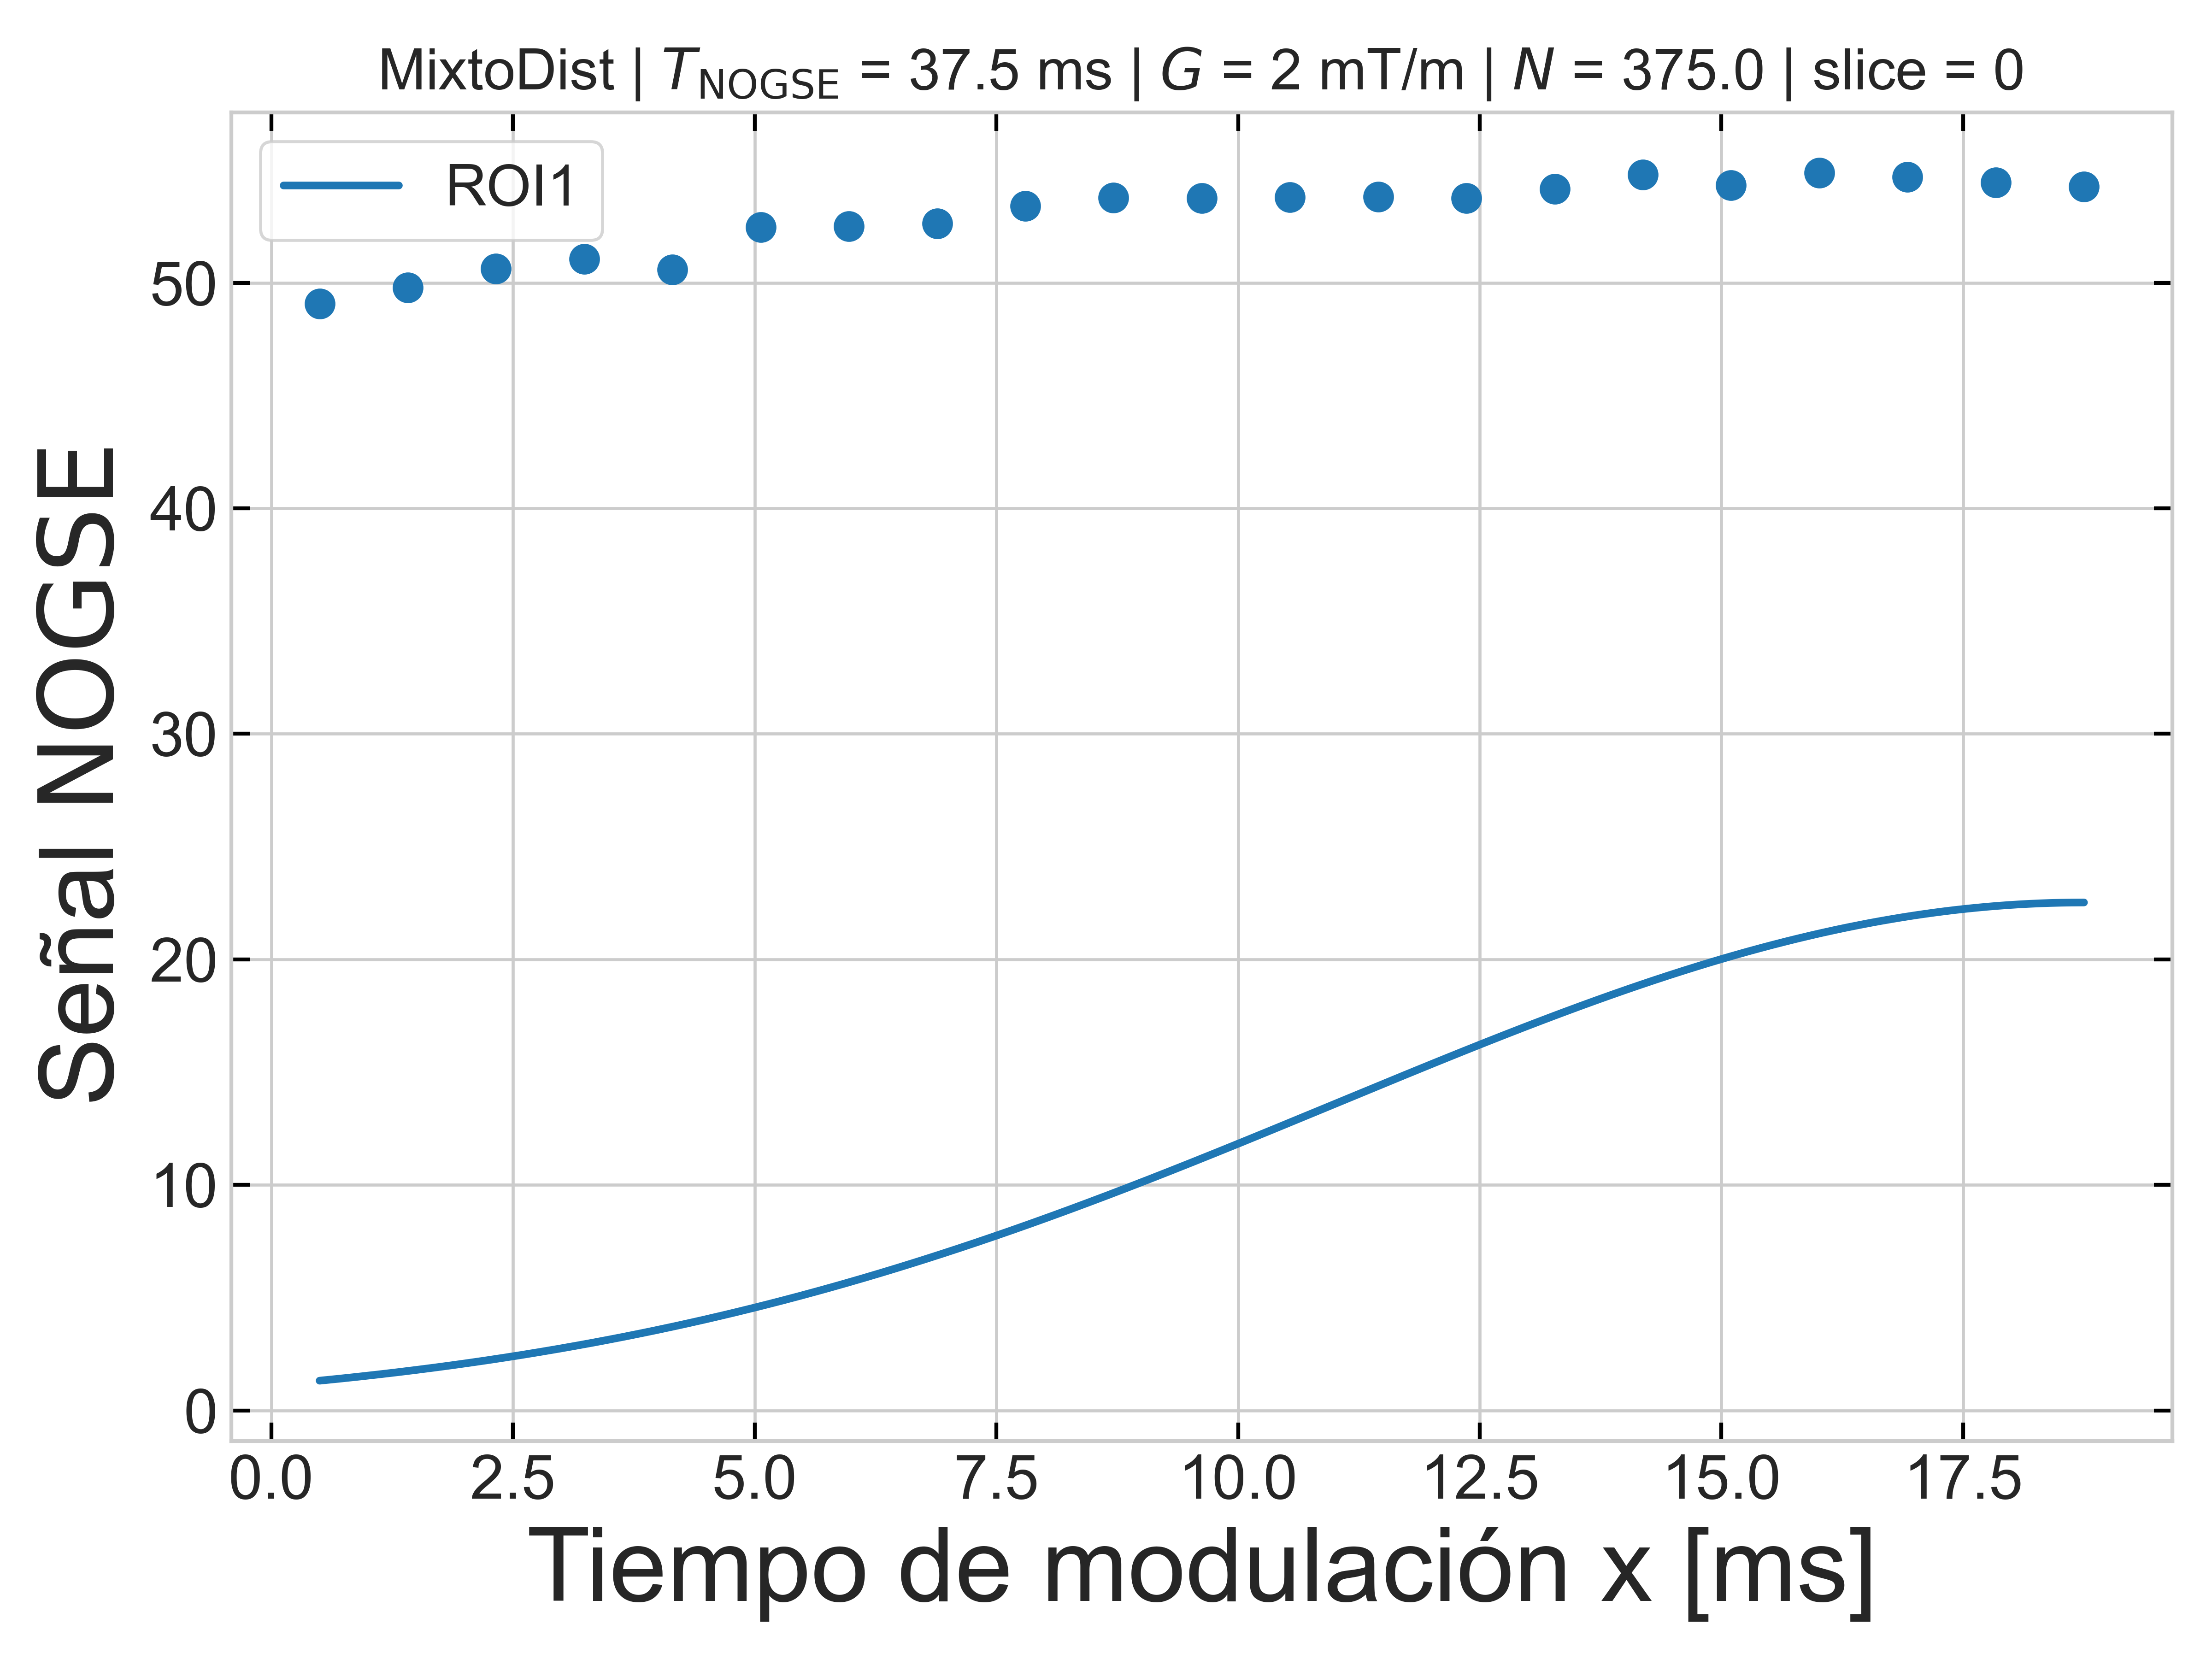 MixtoDist | T_NOGSE = 37.5 ms | G = 2 mT/m | N = 375.0 | slice = 0
ROI1
Señal NOGSE
50
40
30
20
10
0
0.0 2.5 5.0 7.5 10.0 12.5 15.0 17.5
Tiempo de modulación x [ms]